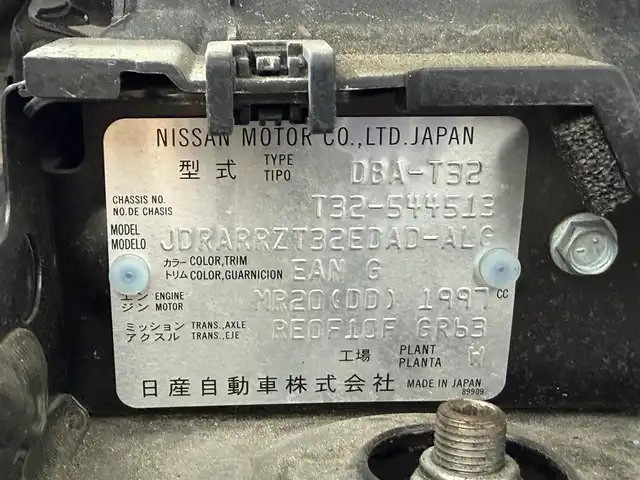 NISSAN MOTOR CO.,LTD.JAPAN
型式 TYPE TIPO DBA-T32
CHASSIS NO. NO.DE CHASIS T32-544513
MODEL MODELO JDRARRZT32EDAD-ALG
カラー COLOR,TRIM トリム COLOR,GUARNICION EAN G
エンジン ENGINE MOTOR MR20(DD) 1997 CC
ミッション TRANS.,AXLE アクスル TRANS.,EJE RE0F10F GR63
工場 PLANT PLANTA W
日産自動車株式会社 MADE IN JAPAN
89909